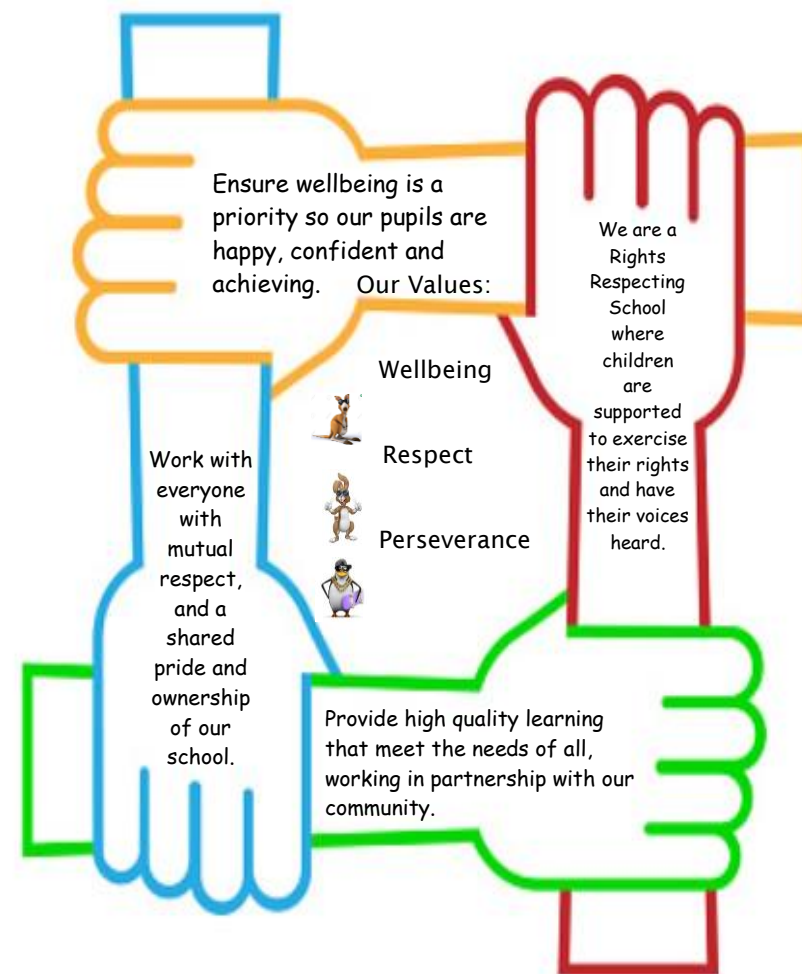 Ensure wellbeing is a
priority so our pupils are
happy, confident and
achieving.
Our Values:
Wellbeing
Respect
Perseverance
We are a
Rights
Respecting
School
where
children
are
supported
to exercise
their rights
and have
their voices
heard.
Work with
everyone
with
mutual
respect,
and a
shared
pride and
ownership
of our
school.
Provide high quality learning
that meet the needs of all,
working in partnership with our
community.